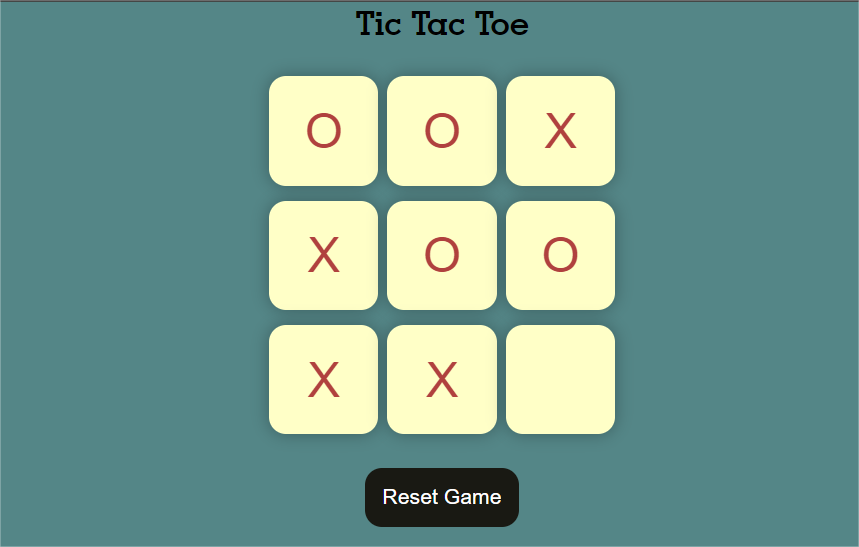 Tic Tac Toe
O O X
X O O
X X
Reset Game